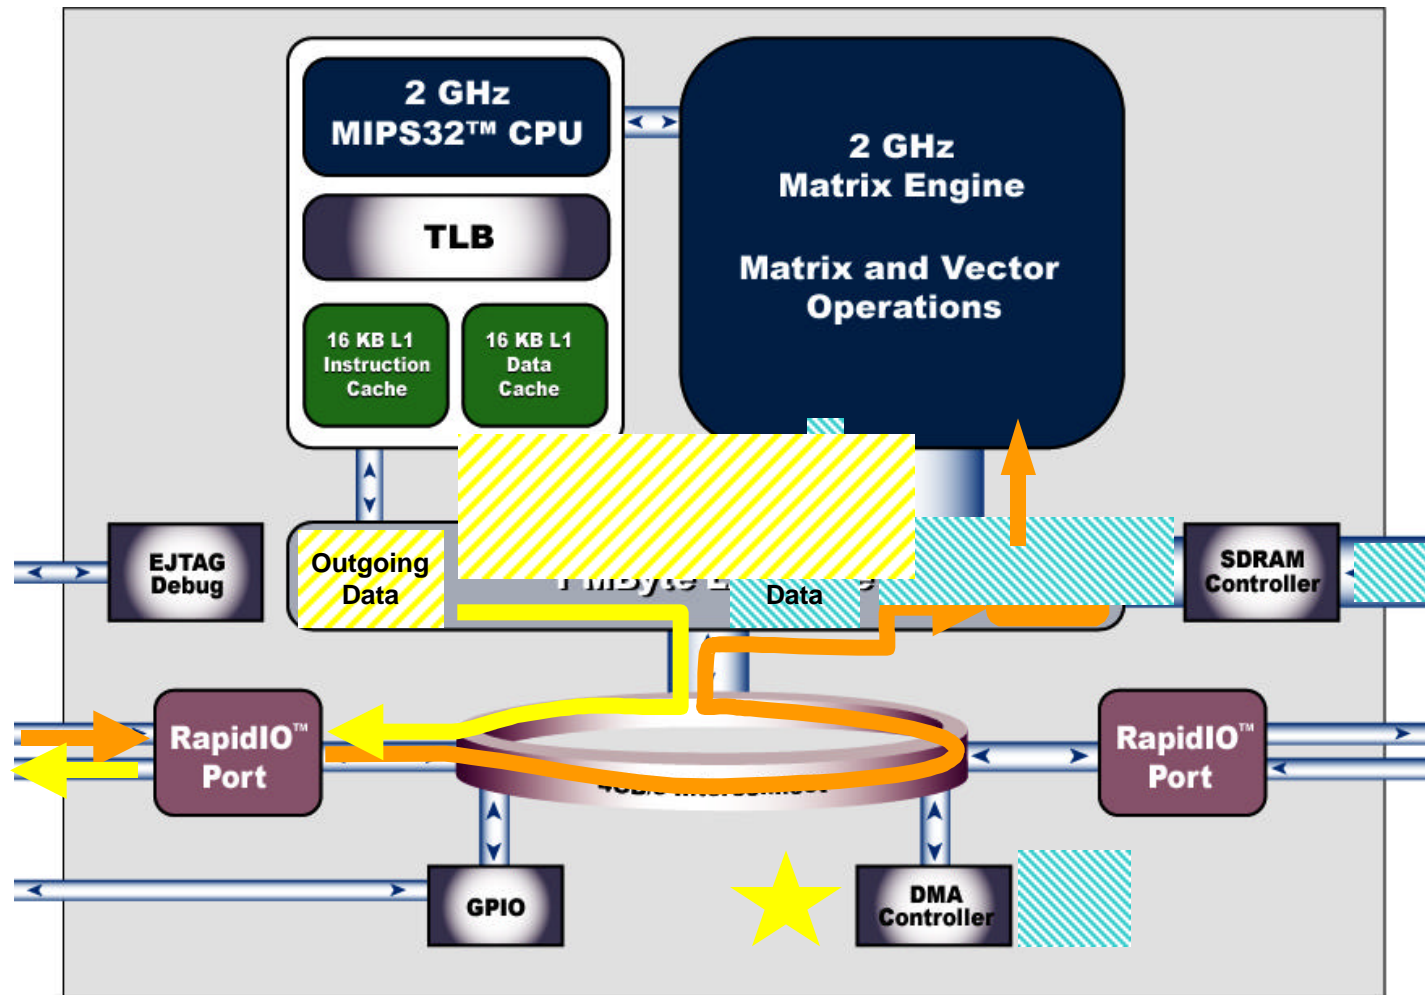 2 GHz
MIPS32™ CPU
TLB
16 KB L1
Instruction
Cache
16 KB L1
Data
Cache
2 GHz
Matrix Engine
Matrix and Vector
Operations
EJTAG
Debug
Outgoing
Data
Data
SDRAM
Controller
RapidIO™
Port
RapidIO™
Port
GPIO
DMA
Controller